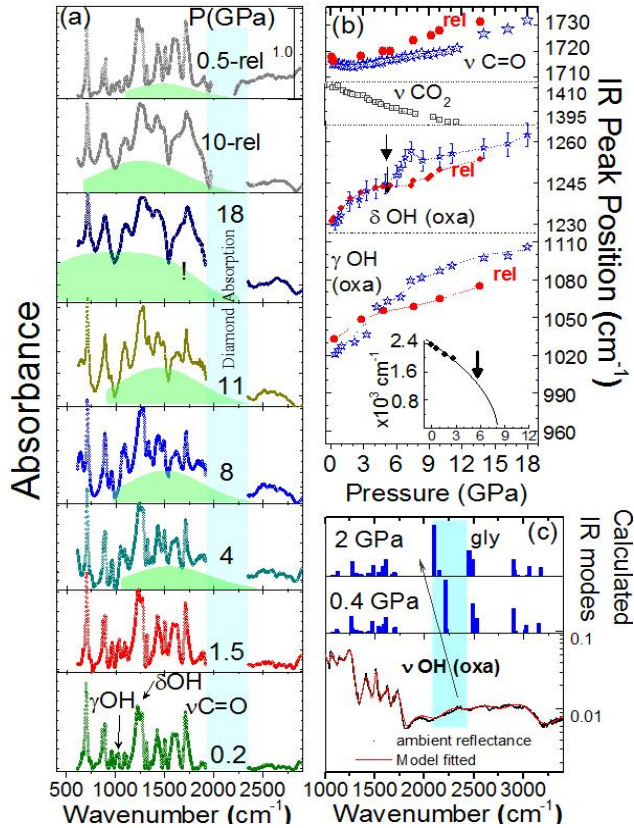 (a)
P(GPa)
0.5-rel
1.0
10-rel
18
!
Diamond Absorption
11
8
4
1.5
γOH
δOH
νC=O
0.2
Absorbance
500 1000 1500 2000 2500
Wavenumber (cm-1)
(b)
rel
ν C=O
ν CO2
rel
δ OH (oxa)
γ OH
(oxa)
rel
1730
1720
1710
1410
1395
1260
1245
1230
1110
1080
1050
1020
990
960
IR Peak Position (cm-1)
2.4
1.6
0.8
x10³ cm-1
0 3 6 9 12
0 3 6 9 12 15 18
Pressure (GPa)
(c)
2 GPa
gly
0.4 GPa
ν OH (oxa)
0.1
0.01
ambient reflectance
Model fitted
Calculated
IR modes
1000 1500 2000 2500 3000
Wavenumber (cm-1)